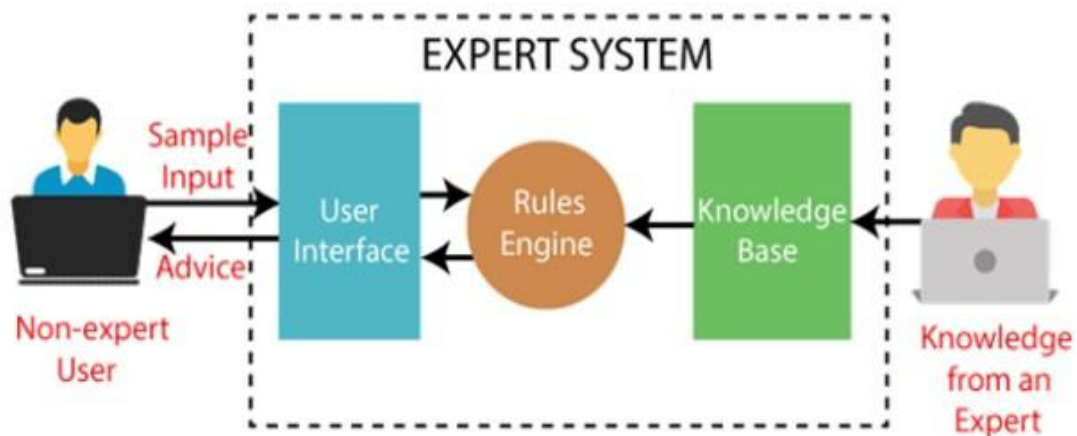 EXPERT SYSTEM
Sample
Input
Advice
Non-expert
User
User
Interface
Rules
Engine
Knowledge
Base
Knowledge
from an
Expert